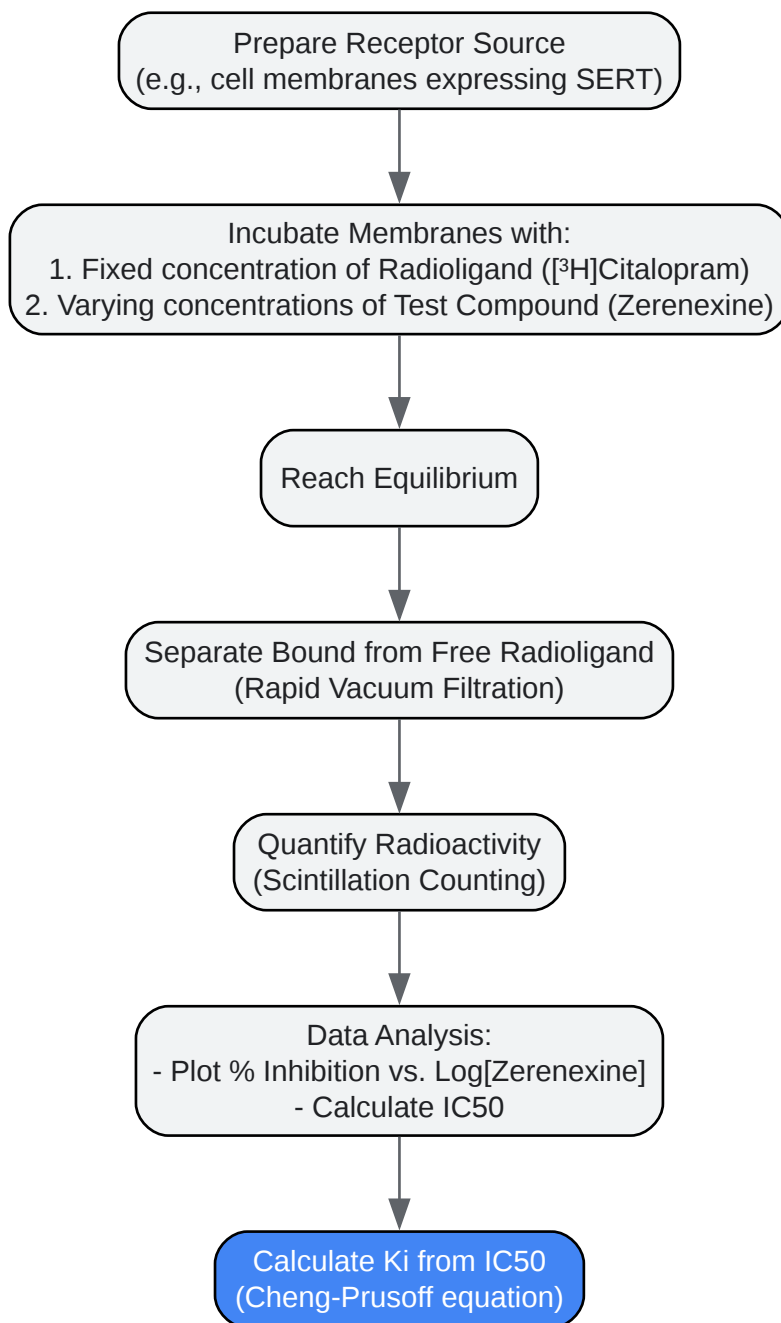 Prepare Receptor Source
(e.g., cell membranes expressing SERT)
Incubate Membranes with:
1. Fixed concentration of Radioligand ([³H]Citalopram)
2. Varying concentrations of Test Compound (Zerenexine)
Reach Equilibrium
Separate Bound from Free Radioligand
(Rapid Vacuum Filtration)
Quantify Radioactivity
(Scintillation Counting)
Data Analysis:
- Plot % Inhibition vs. Log[Zerenexine]
- Calculate IC50
Calculate Ki from IC50
(Cheng-Prusoff equation)